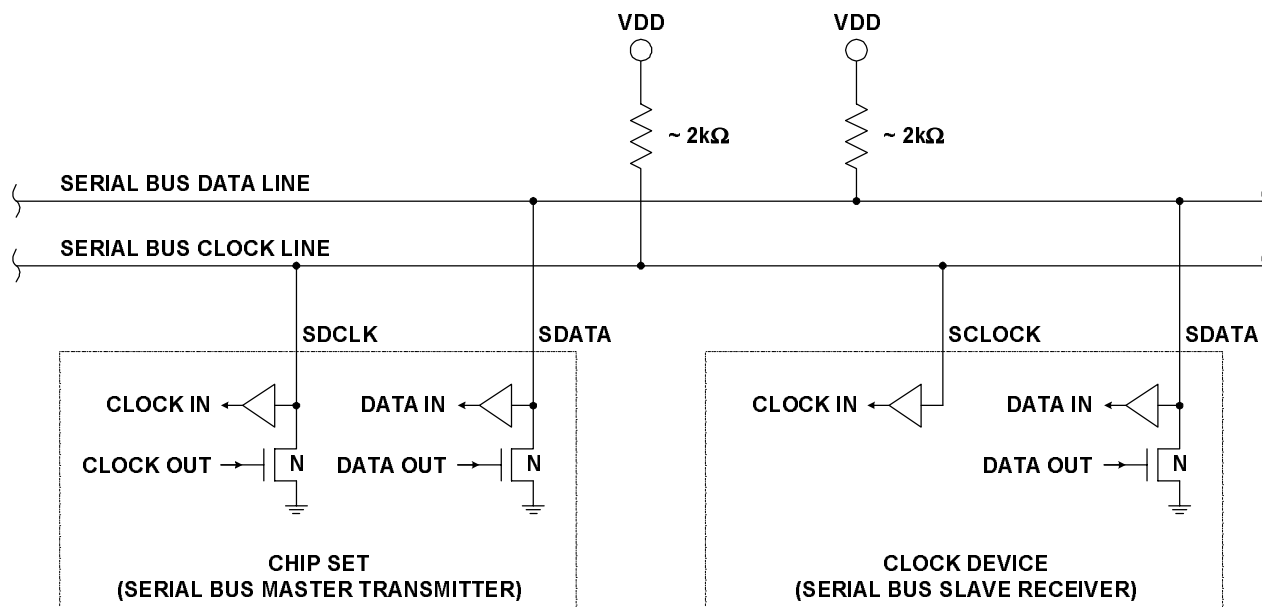 VDD
VDD
~ 2kΩ
~ 2kΩ
SERIAL BUS DATA LINE
SERIAL BUS CLOCK LINE
SDCLK
SDATA
SCLOCK
SDATA
CLOCK IN
DATA IN
CLOCK IN
DATA IN
CLOCK OUT
N
DATA OUT
N
DATA OUT
N
CHIP SET
(SERIAL BUS MASTER TRANSMITTER)
CLOCK DEVICE
(SERIAL BUS SLAVE RECEIVER)